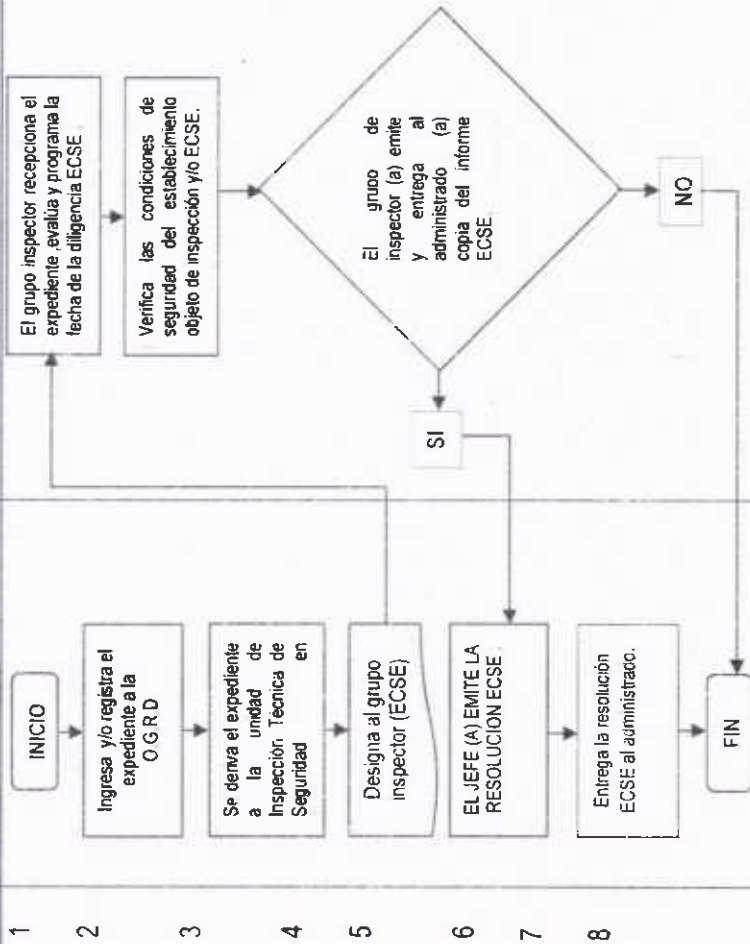 1
2
3
4
5
6
7
8
INICIO
Ingresa y/o registra el
expediente a la
O.G.R.D
Se deriva el expediente
a la unidad de
Inspección Técnica de
Seguridad en
Seguridad
Designa al grupo
inspector (ECSE)
EL JEFE (A) EMITE LA
RESOLUCION ECSE.
Entrega la resolución
ECSE al administrado.
FIN
El grupo inspector recepciona el
expediente ,evalúa y programa la
fecha de la diligencia ECSE.
Verifica las condiciones de
seguridad del establecimiento
objeto de inspección y/o ECSE.
El grupo de
inspector (a) emite
y entrega al
administrado (a)
copia del informe
ECSE.
SI
NO